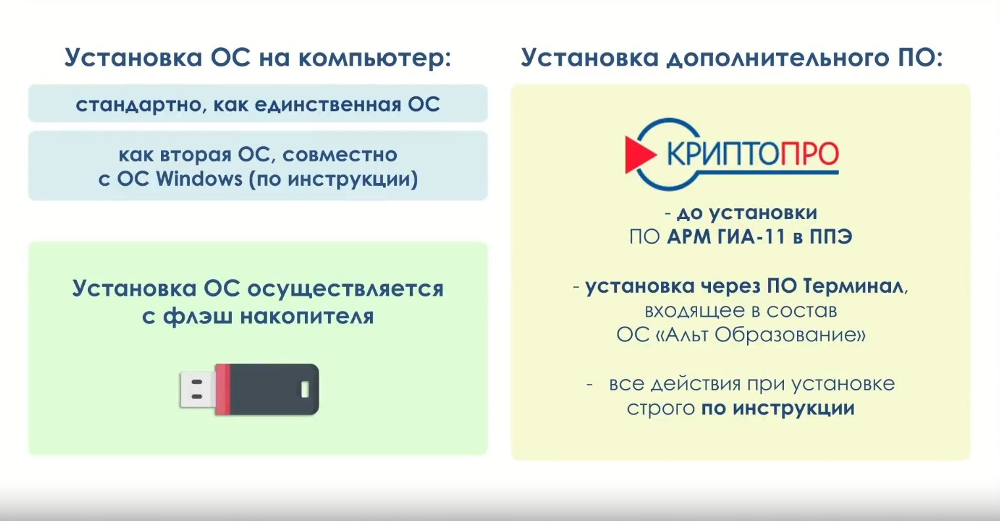 Установка ОС на компьютер:
стандартно, как единственная ОС
как вторая ОС, совместно
с ОС Windows (по инструкции)
Установка ОС осуществляется
с флэш накопителя
Установка дополнительного ПО:
КРИПТОПРО
- до установки
ПО АРМ ГИА-11 в ППЭ
- установка через ПО Терминал,
входящее в состав
ОС «Альт Образование»
- все действия при установке
строго по инструкции